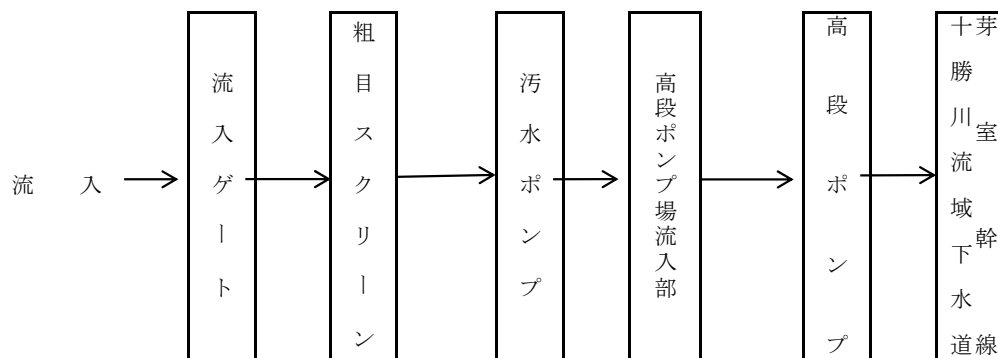 流入
流入ゲート
粗目スクリーン
汚水ポンプ
高段ポンプ場流入部
高段ポンプ
十勝川流域下水道
芽室幹線